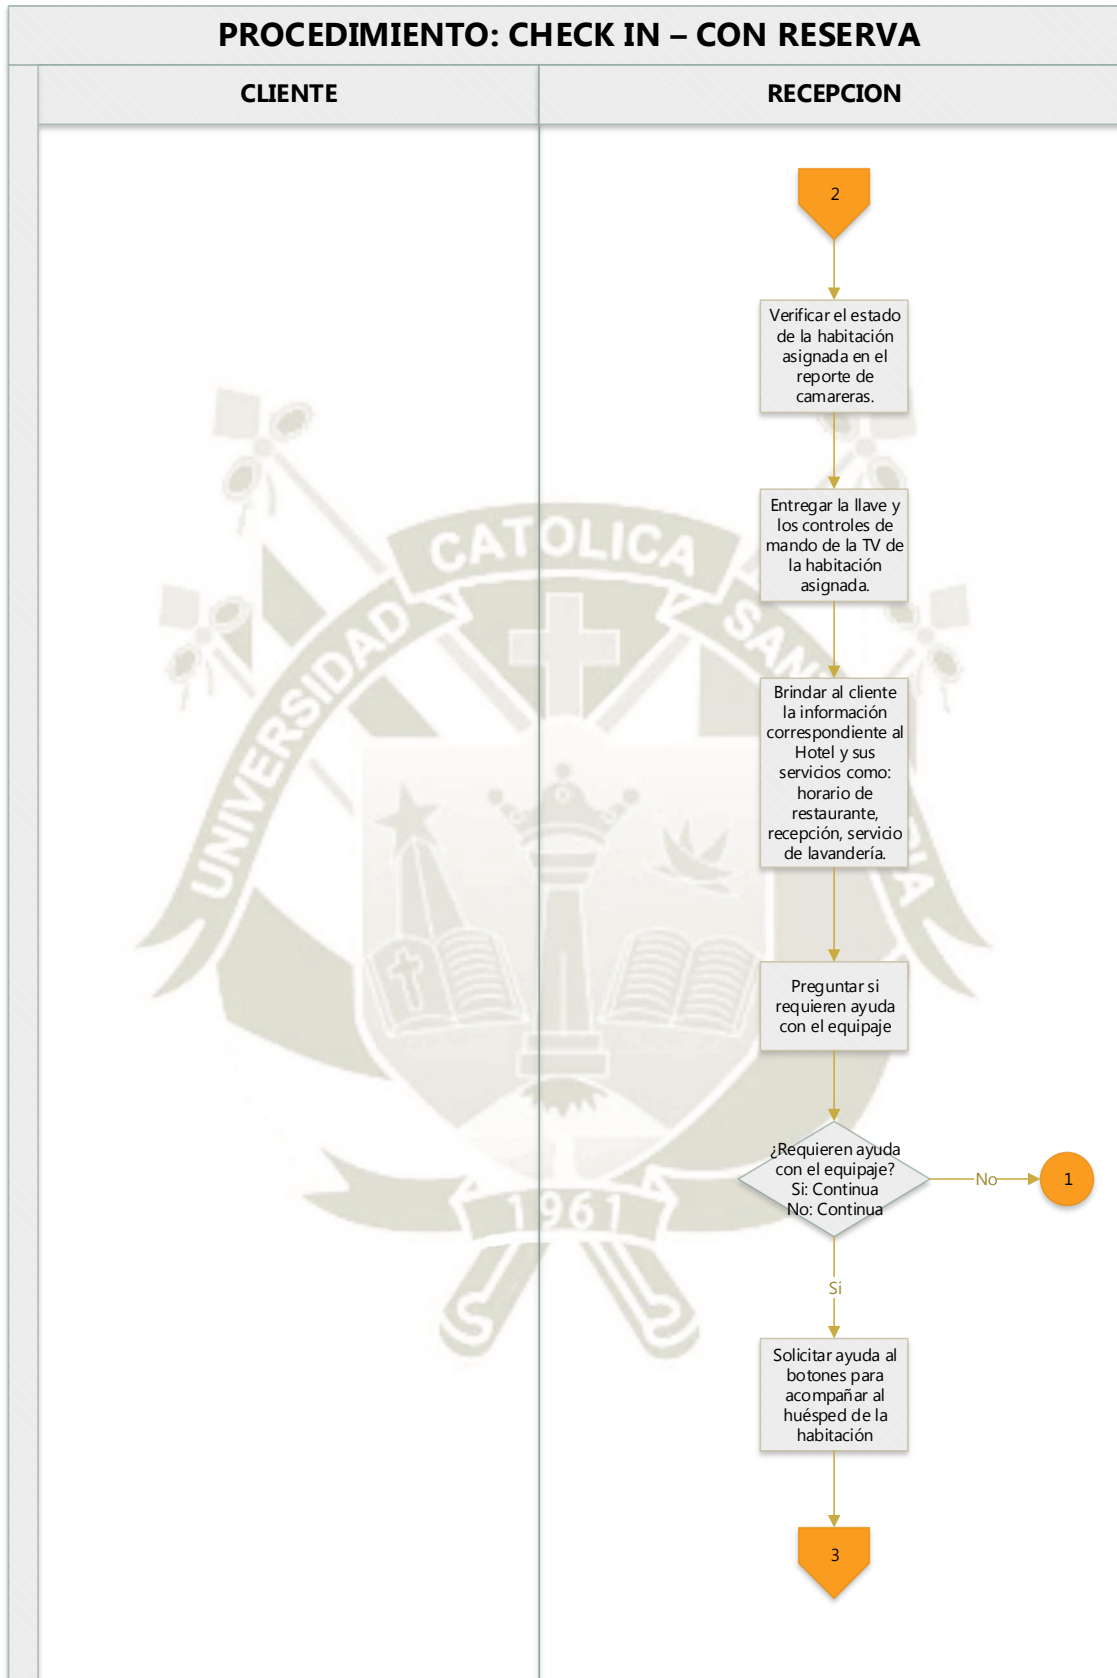 PROCEDIMIENTO: CHECK IN – CON RESERVA
CLIENTE
RECEPCION
2
Verificar el estado
de la habitación
asignada en el
reporte de
camareras.
Entregar la llave y
los controles de
mando de la TV de
la habitación
asignada.
Brindar al cliente
la información
correspondiente al
Hotel y sus
servicios como:
horario de
restaurante,
recepción, servicio
de lavandería.
Preguntar si
requieren ayuda
con el equipaje
¿Requieren ayuda
con el equipaje?
Si: Continua
No: Continua
No
1
Si
Solicitar ayuda al
botones para
acompañar al
huésped de la
habitación
3
UNIVERSIDAD
CATOLICA
1961